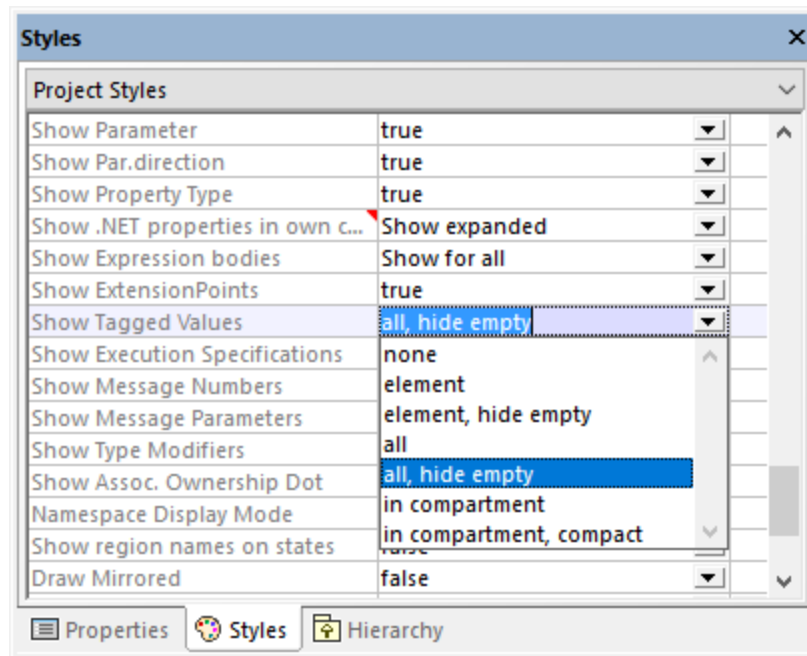 Styles
Project Styles
Show Parameter true
Show Par.direction true
Show Property Type true
Show .NET properties in own c... Show expanded
Show Expression bodies Show for all
Show ExtensionPoints true
Show Tagged Values all, hide empty
Show Execution Specifications none
Show Message Numbers element
Show Message Parameters element, hide empty
Show Type Modifiers all
Show Assoc. Ownership Dot all, hide empty
Namespace Display Mode in compartment
Show region names on states in compartment, compact
Draw Mirrored false
Properties Styles Hierarchy